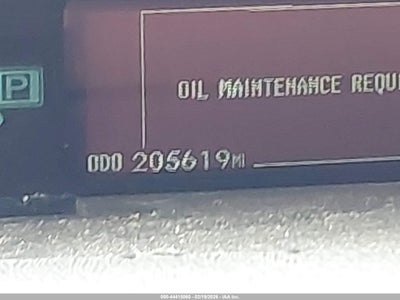 P
OIL MAINTENANCE REQU
ODO 205619MI